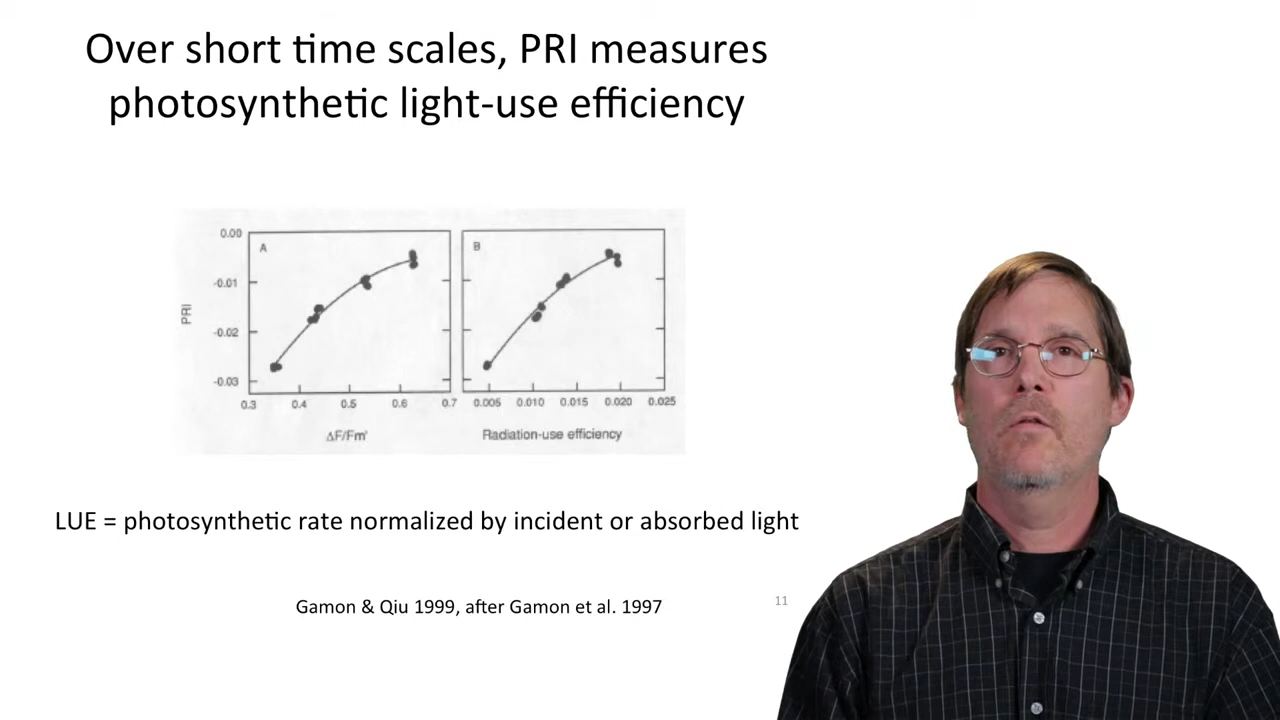 Over short time scales, PRI measures
photosynthetic light-use efficiency
0.00
-0.01
-0.02
-0.03
PRI
A
B
0.3 0.4 0.5 0.6 0.7 0.005 0.010 0.015 0.020 0.025
ΔF/Fm' Radiation-use efficiency
LUE = photosynthetic rate normalized by incident or absorbed light
Gamon & Qiu 1999, after Gamon et al. 1997
11